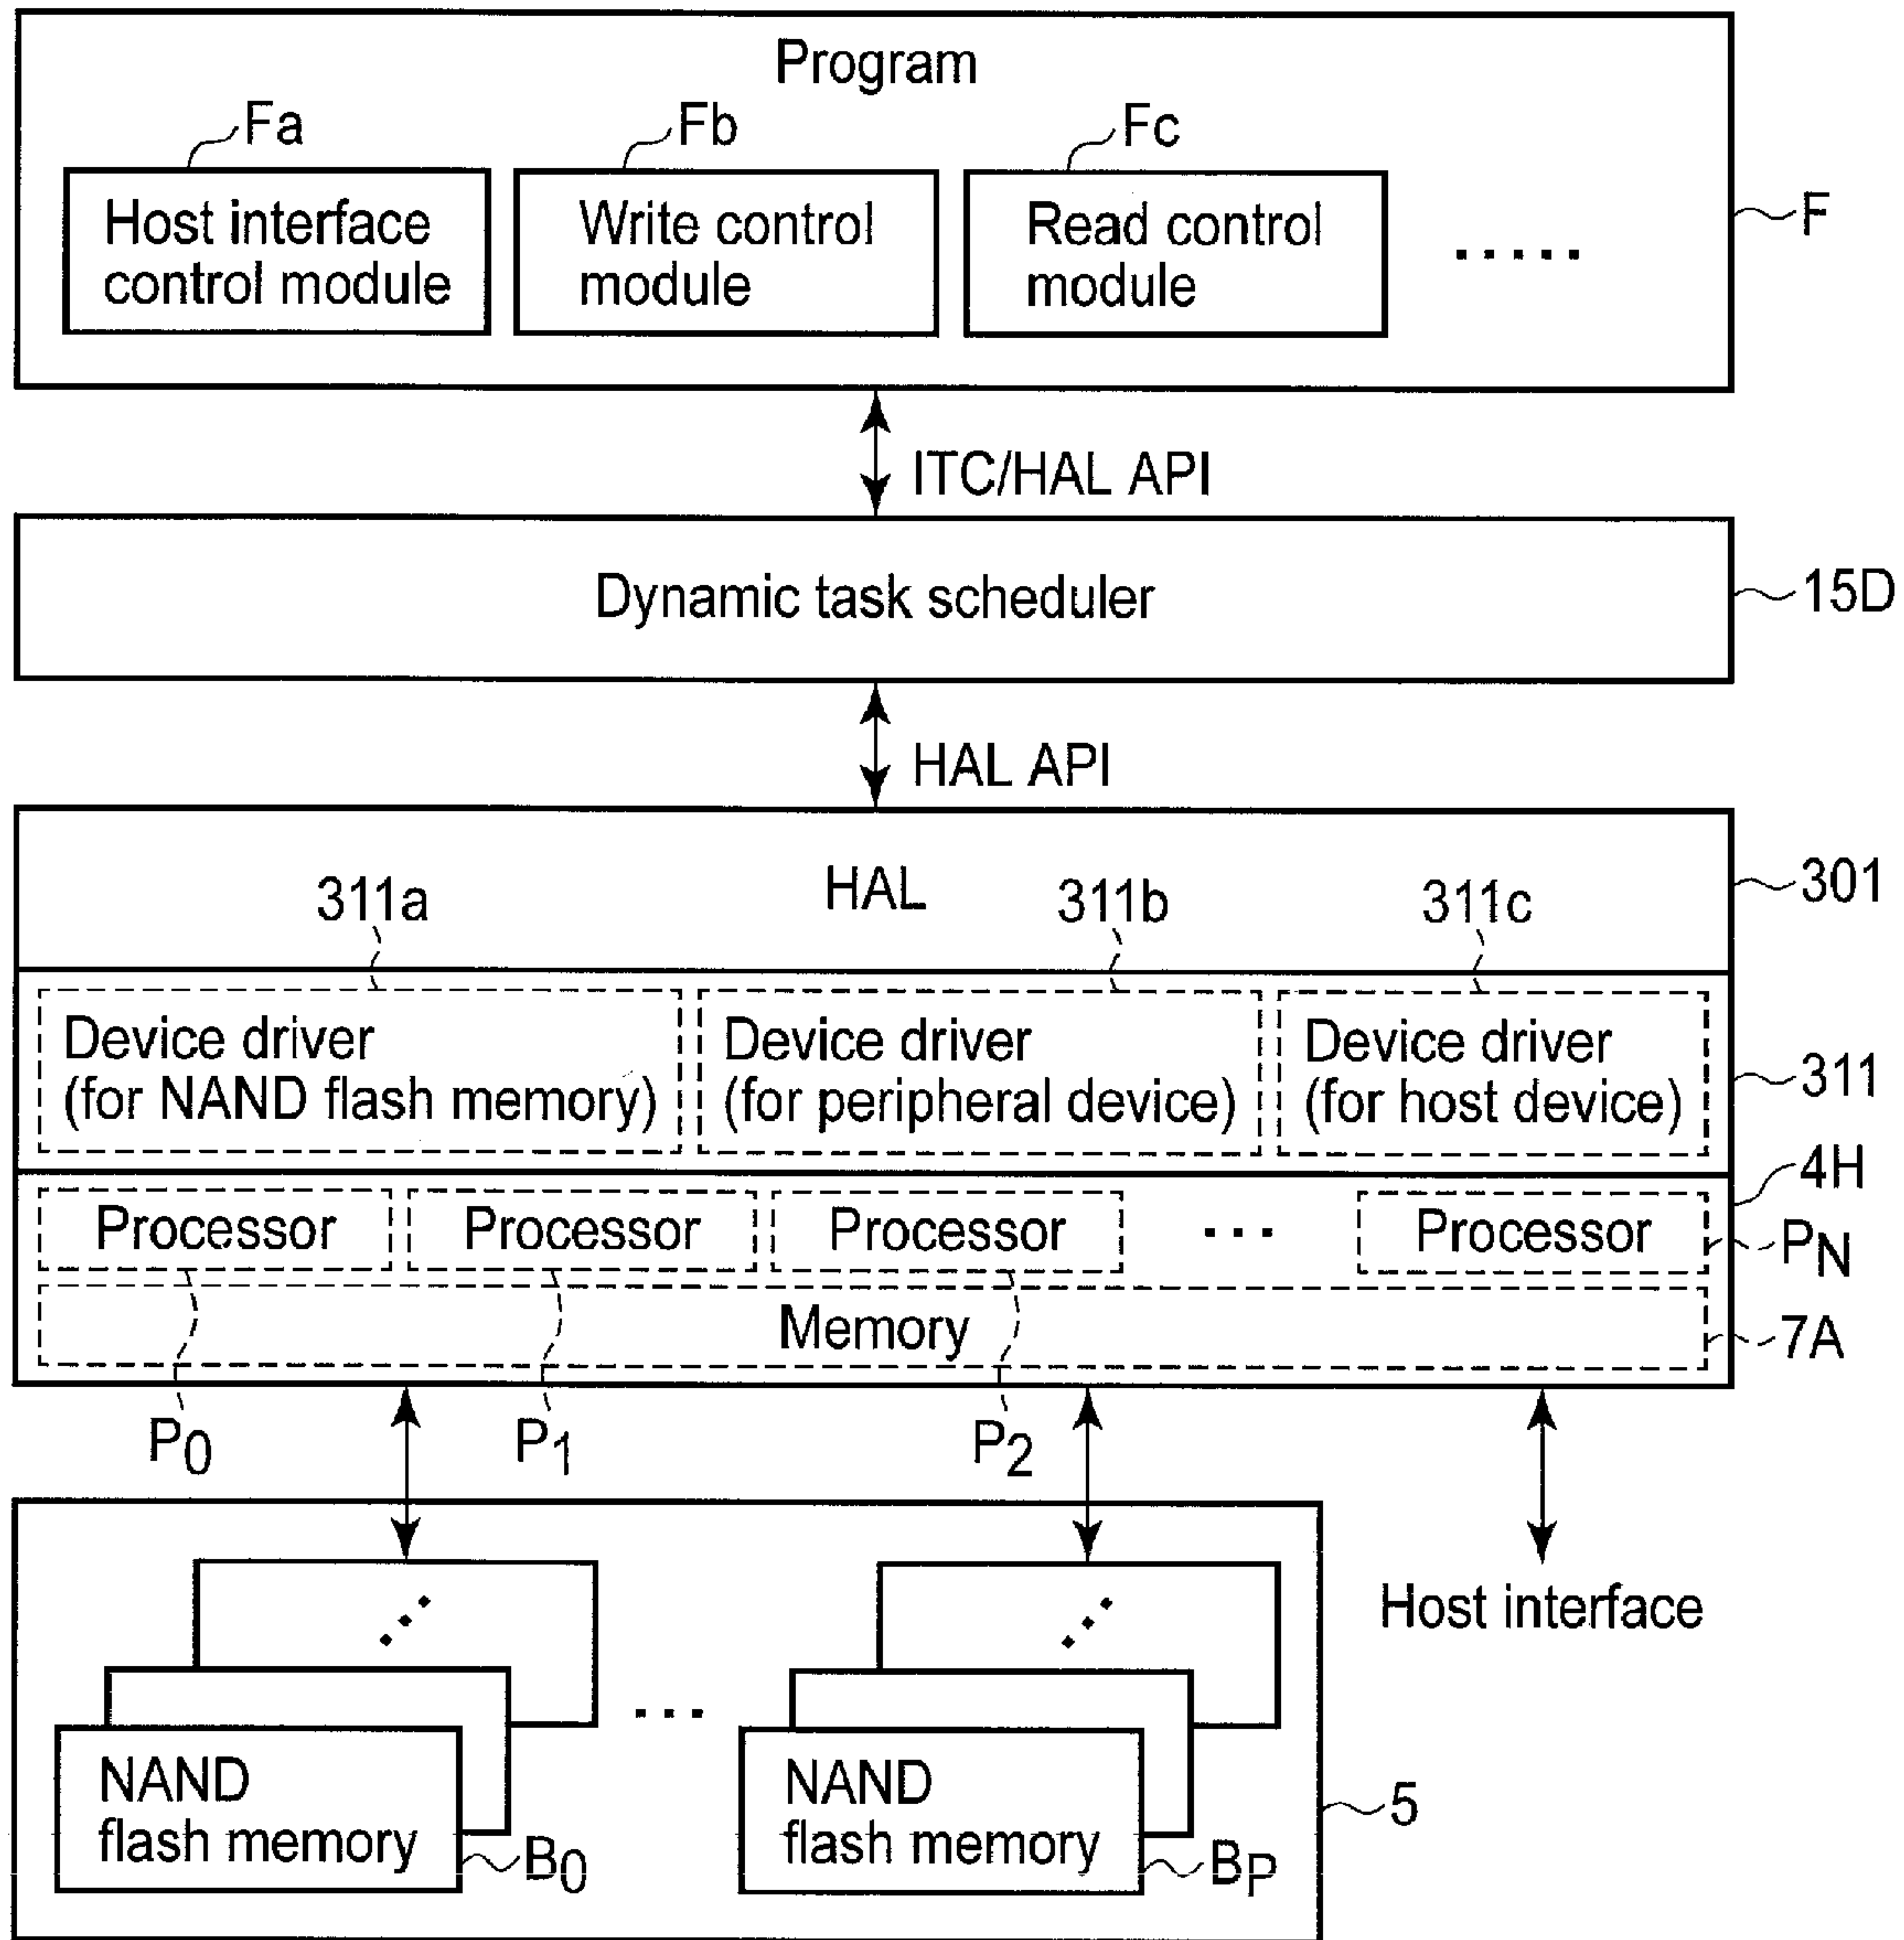 Program
Fa
Fb
Fc
Host interface
control module
Write control
module
Read control
module
.....
F
ITC/HAL API
Dynamic task scheduler
15D
HAL API
HAL
301
311a
311b
311c
Device driver
(for NAND flash memory)
Device driver
(for peripheral device)
Device driver
(for host device)
311
4H
Processor
Processor
Processor
...
Processor
PN
Memory
7A
P0
P1
P2
Host interface
...
NAND
flash memory
B0
NAND
flash memory
BP
5